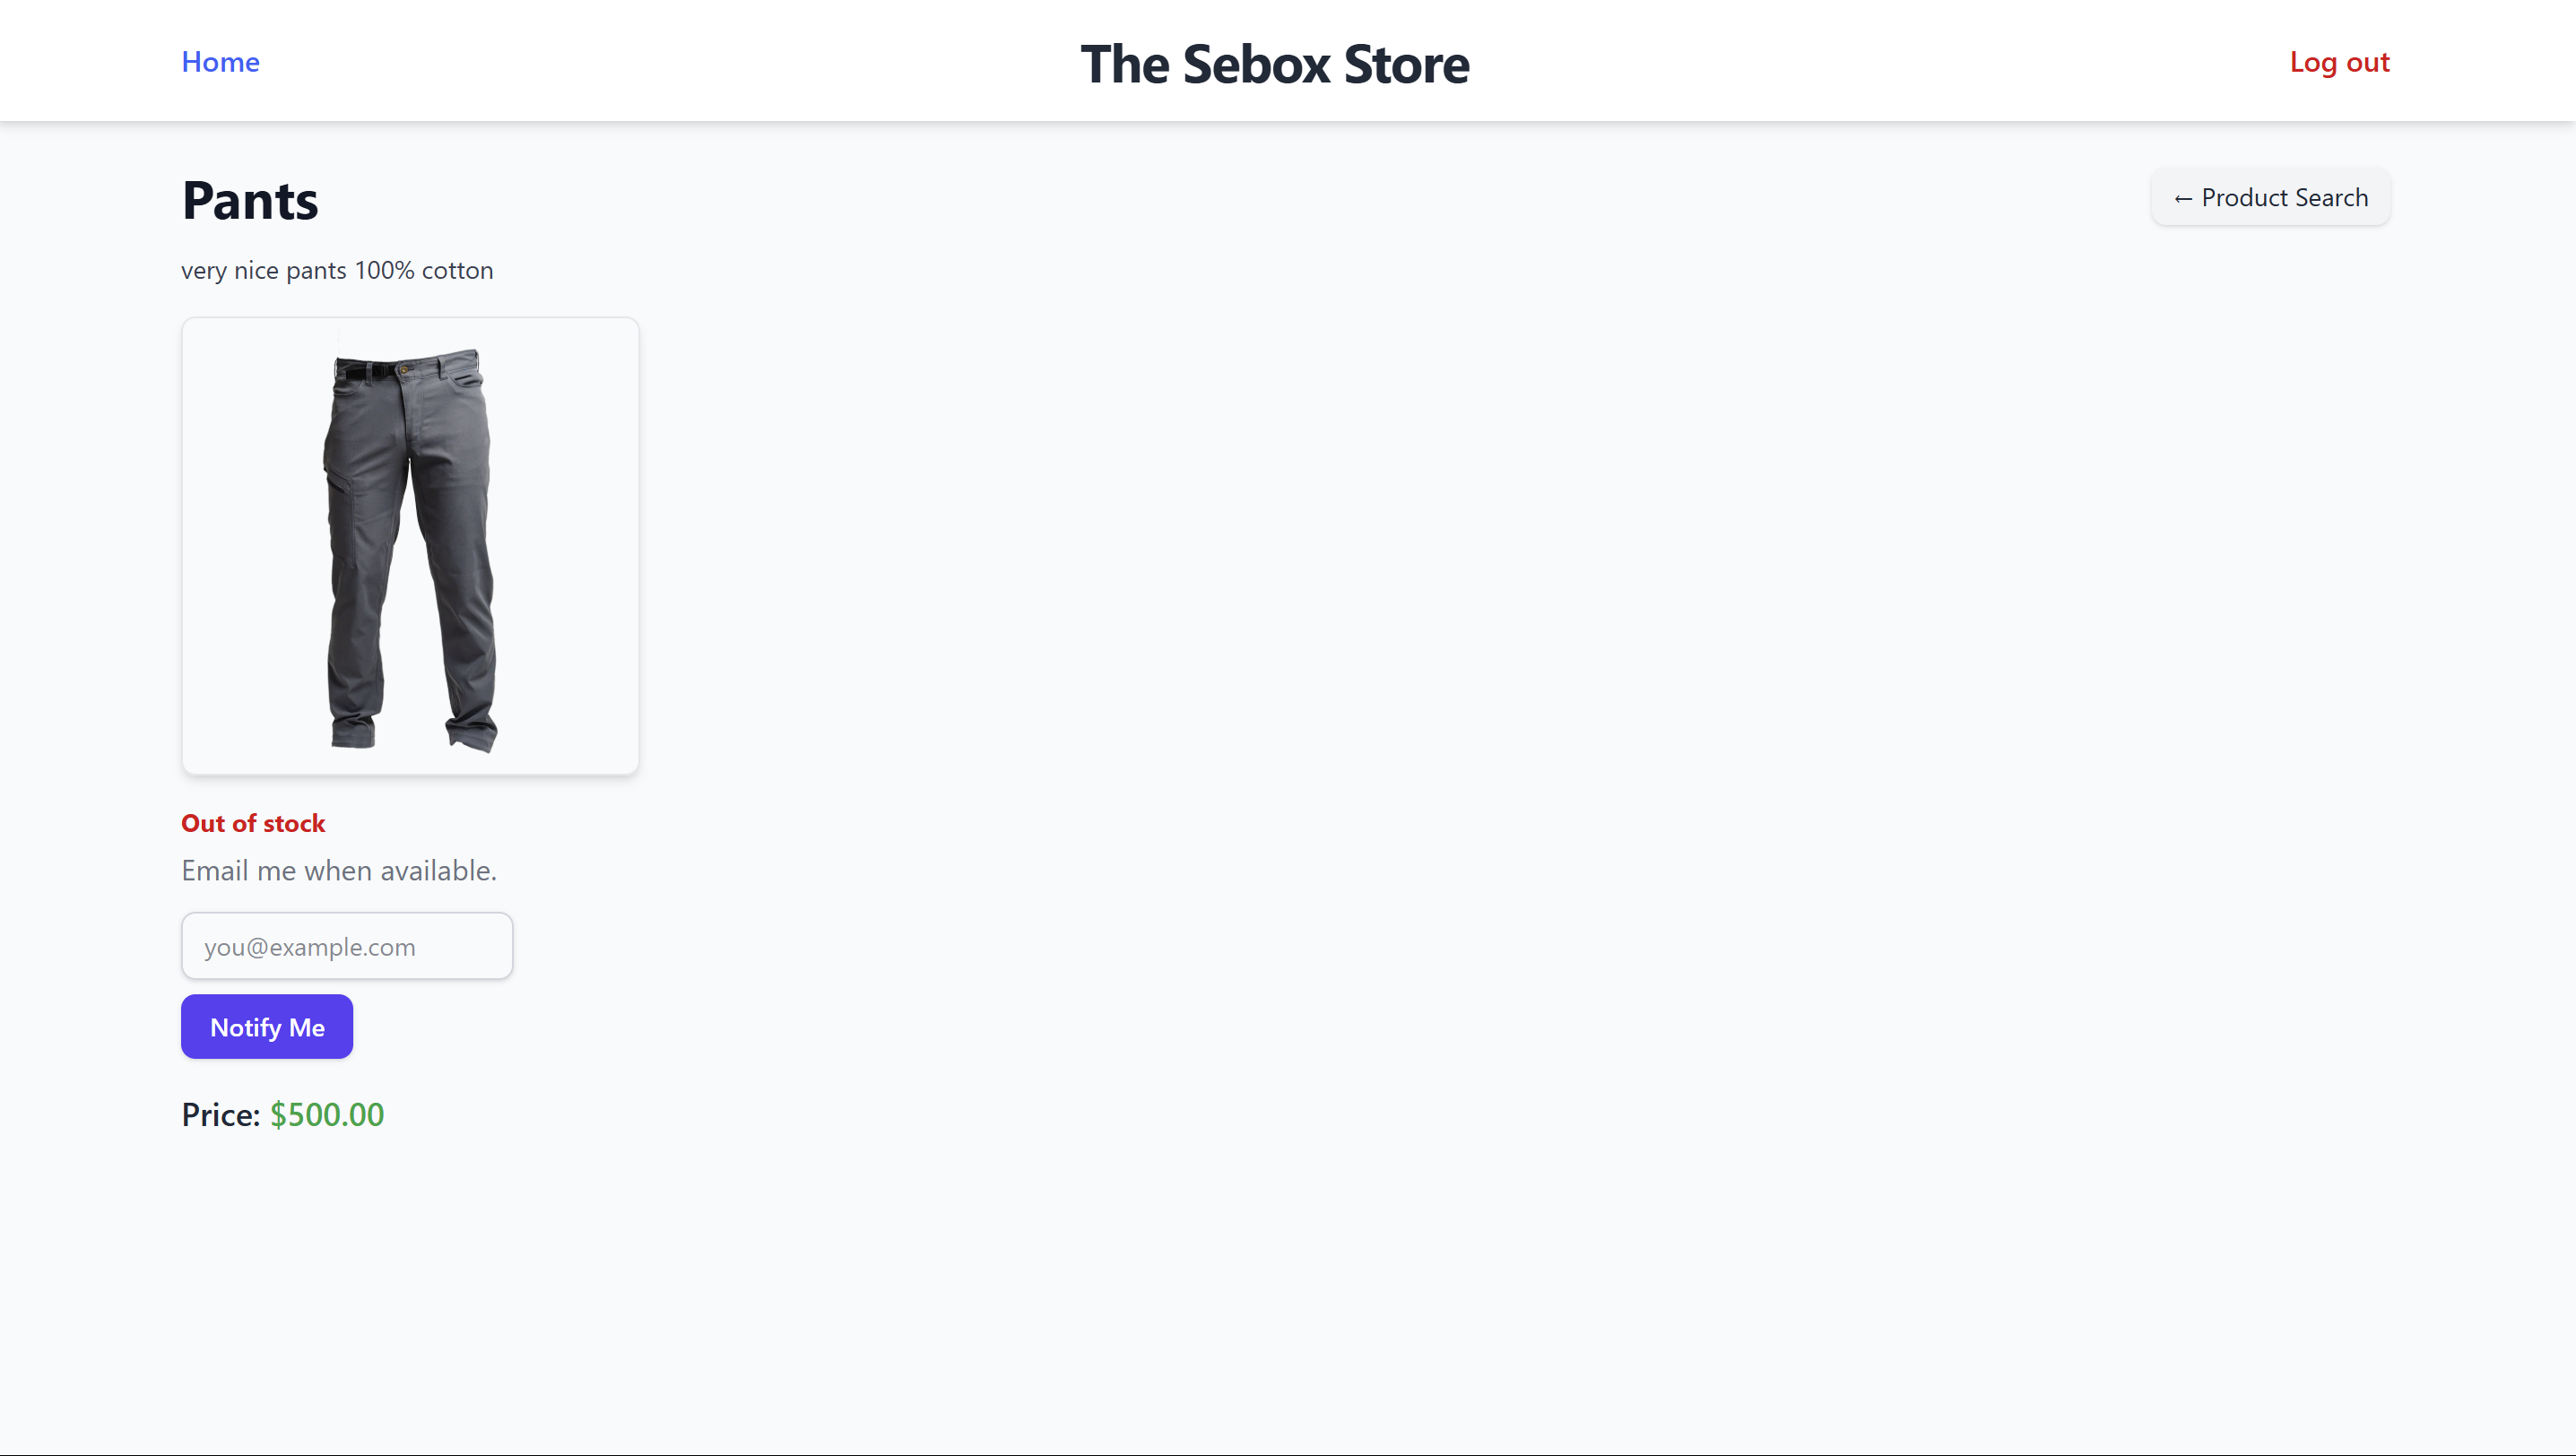 Home
The Sebox Store
Log out
Pants
← Product Search
very nice pants 100% cotton
Out of stock
Email me when available.
you@example.com
Notify Me
Price: $500.00